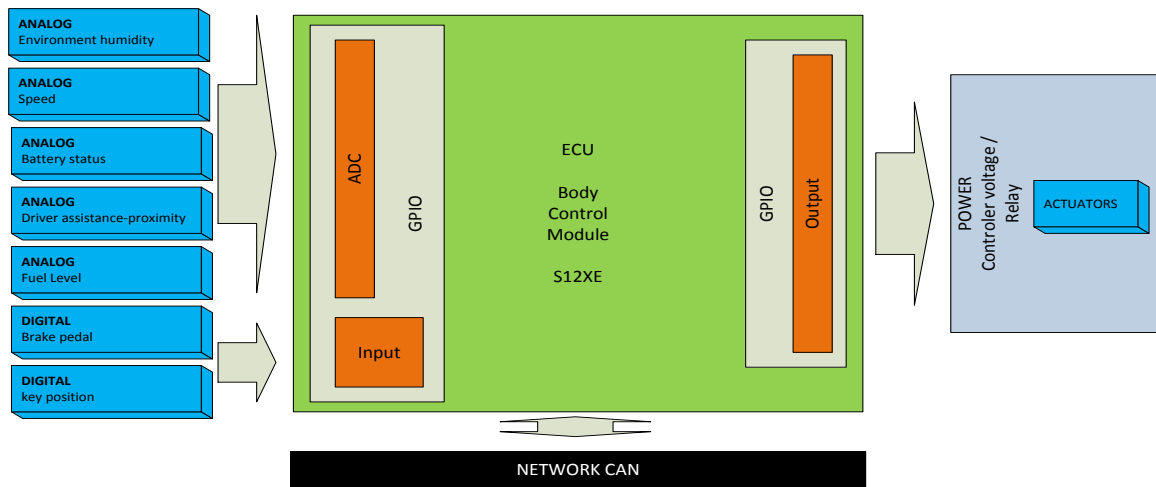 ANALOG
Environment humidity
ANALOG
Speed
ANALOG
Battery status
ANALOG
Driver assistance-proximity
ANALOG
Fuel Level
DIGITAL
Brake pedal
DIGITAL
key position
ADC
GPIO
Input
ECU
Body
Control
Module
S12XE
GPIO
Output
POWER
Controler voltage /
Relay
ACTUATORS
NETWORK CAN